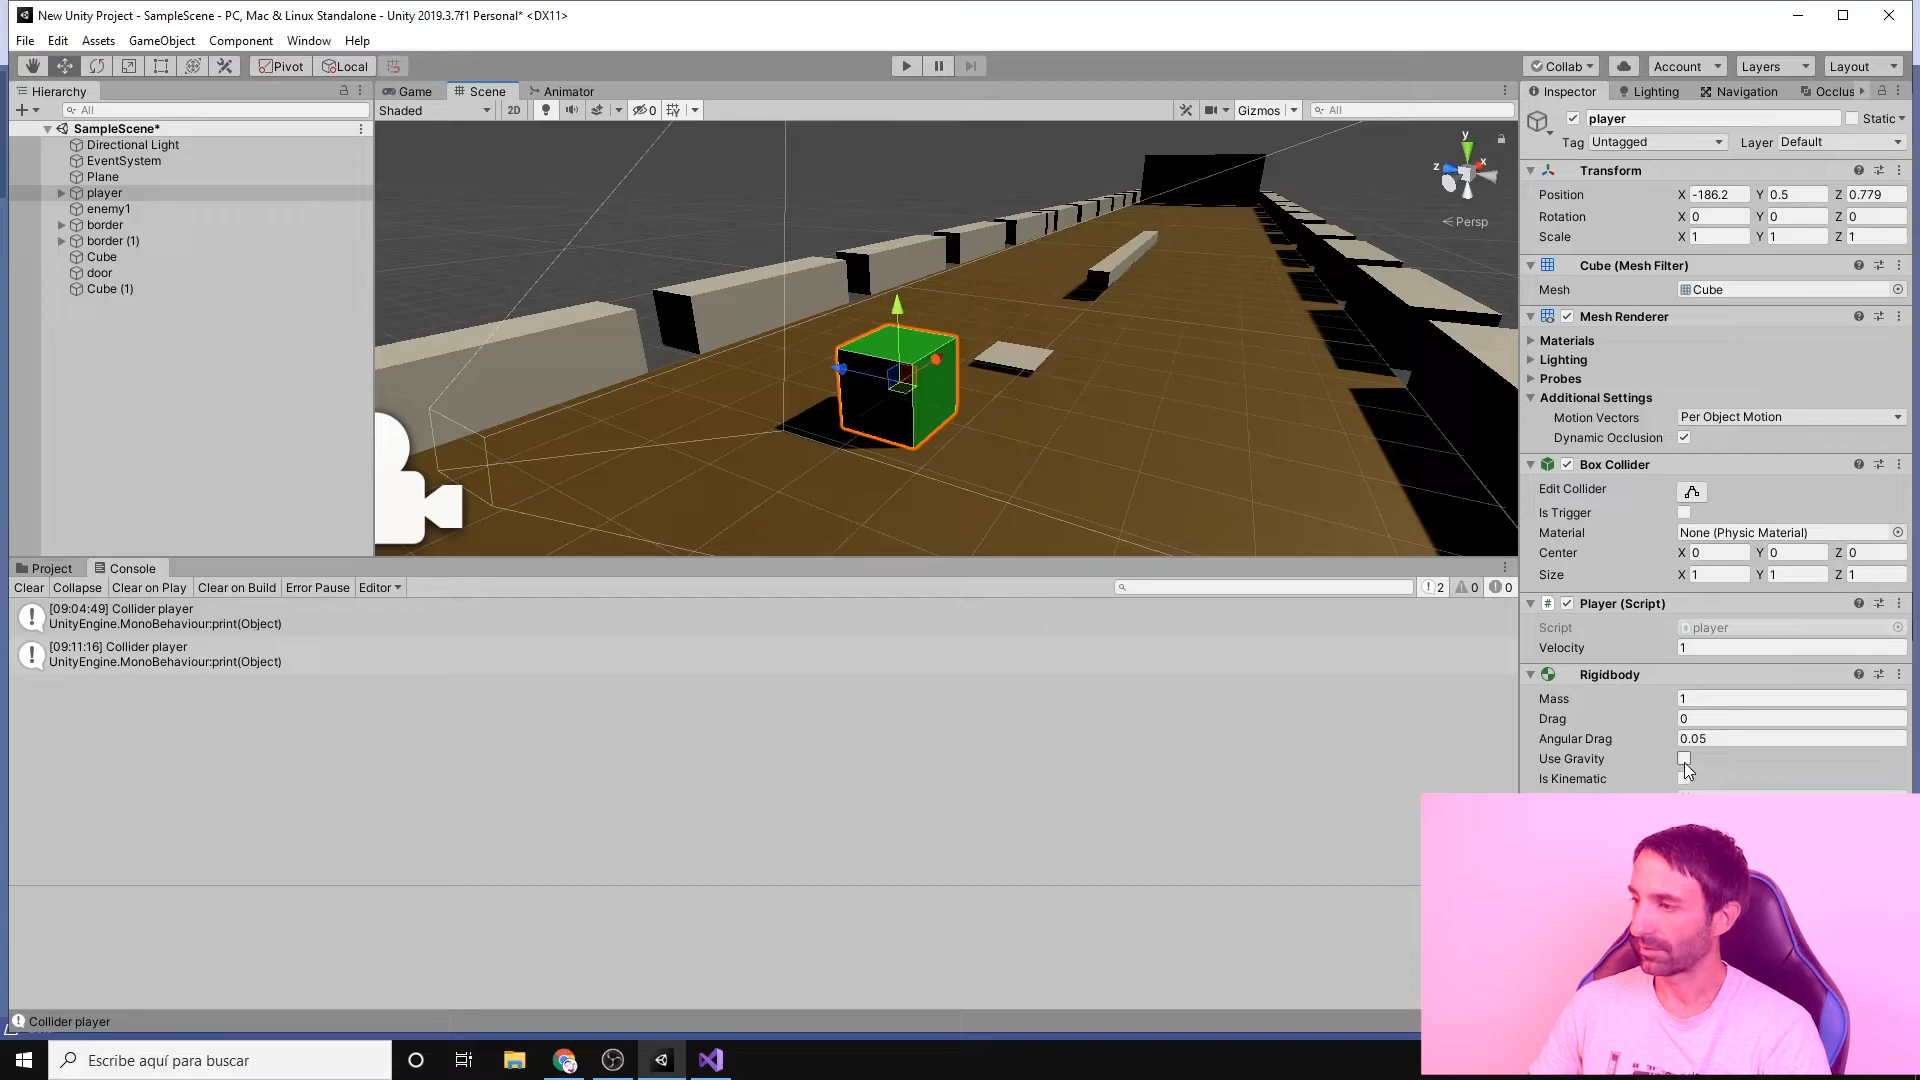 New Unity Project - SampleScene - PC, Mac & Linux Standalone - Unity 2019.3.7f1 Personal* <DX11>
File Edit Assets GameObject Component Window Help
Pivot Local Collab Account Layers Layout
Hierarchy
All
SampleScene*
Directional Light
EventSystem
Plane
player
enemy1
border
border (1)
Cube
door
Cube (1)
Game Scene Animator
Shaded 2D 0 Gizmos All
y
z x
Persp
Inspector Lighting Navigation Occlus
player Static
Tag Untagged Layer Default
Transform
Position X -186.2 Y 0.5 Z 0.779
Rotation X 0 Y 0 Z 0
Scale X 1 Y 1 Z 1
Cube (Mesh Filter)
Mesh Cube
Mesh Renderer
Materials
Lighting
Probes
Additional Settings
Motion Vectors Per Object Motion
Dynamic Occlusion
Box Collider
Edit Collider
Is Trigger
Material None (Physic Material)
Center X 0 Y 0 Z 0
Size X 1 Y 1 Z 1
Player (Script)
Script player
Velocity 1
Rigidbody
Mass 1
Drag 0
Angular Drag 0.05
Use Gravity
Is Kinematic
Project Console
Clear Collapse Clear on Play Clear on Build Error Pause Editor 2 0 0
[09:04:49] Collider player
UnityEngine.MonoBehaviour:print(Object)
[09:11:16] Collider player
UnityEngine.MonoBehaviour:print(Object)
Collider player
Escribe aquí para buscar